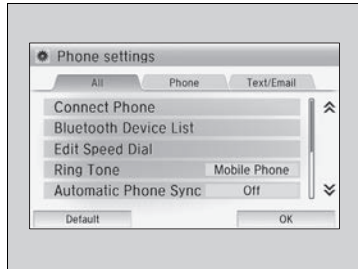 Phone settings
All Phone Text/Email
Connect Phone
Bluetooth Device List
Edit Speed Dial
Ring Tone Mobile Phone
Automatic Phone Sync Off
Default OK